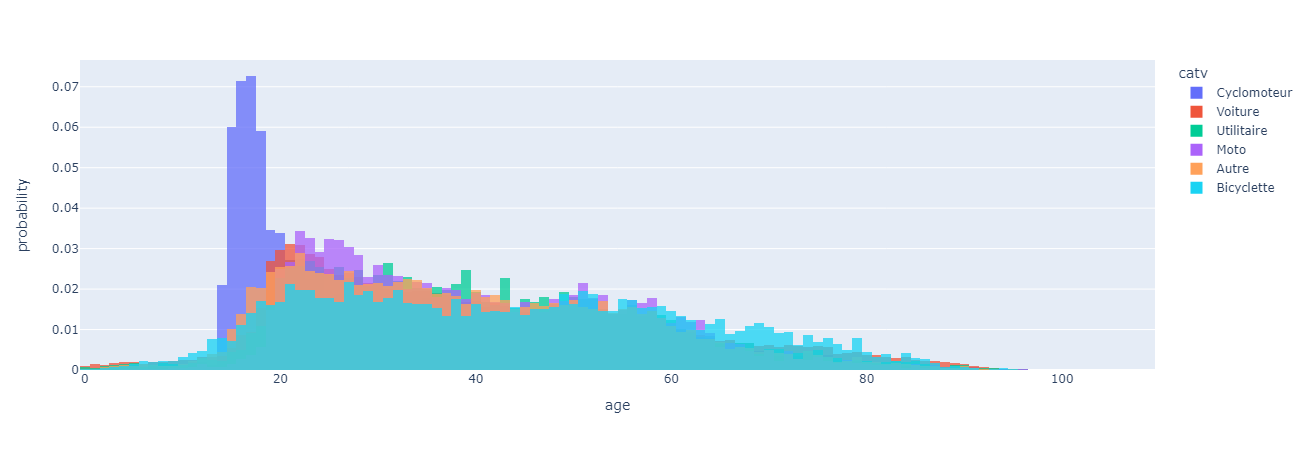 catv
Cyclomoteur
Voiture
Utilitaire
Moto
Autre
Bicyclette
probability
0.07
0.06
0.05
0.04
0.03
0.02
0.01
0
0 20 40 60 80 100
age